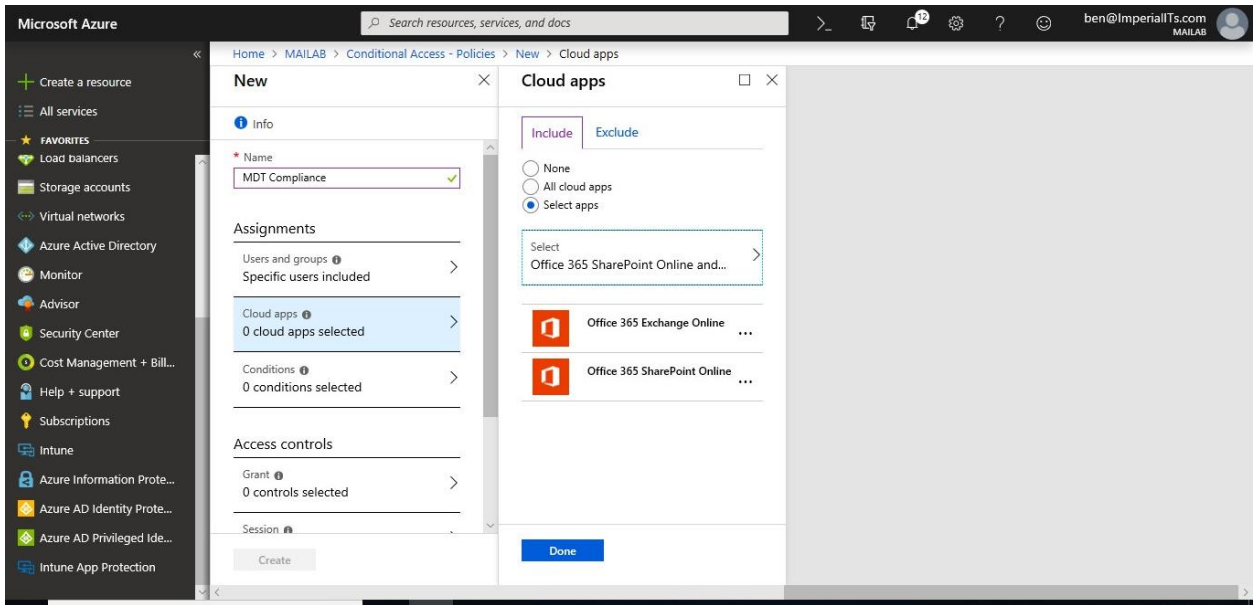 Microsoft Azure
Search resources, services, and docs
12
ben@ImperialITs.com
MAILAB
Home > MAILAB > Conditional Access - Policies > New > Cloud apps
Create a resource
All services
FAVORITES
Load balancers
Storage accounts
Virtual networks
Azure Active Directory
Monitor
Advisor
Security Center
Cost Management + Bill...
Help + support
Subscriptions
Intune
Azure Information Prote...
Azure AD Identity Prote...
Azure AD Privileged Ide...
Intune App Protection
New
Info
* Name
MDT Compliance
Assignments
Users and groups
Specific users included
Cloud apps
0 cloud apps selected
Conditions
0 conditions selected
Access controls
Grant
0 controls selected
Session
Create
Cloud apps
Include Exclude
None
All cloud apps
Select apps
Select
Office 365 SharePoint Online and...
Office 365 Exchange Online ...
Office 365 SharePoint Online ...
Done